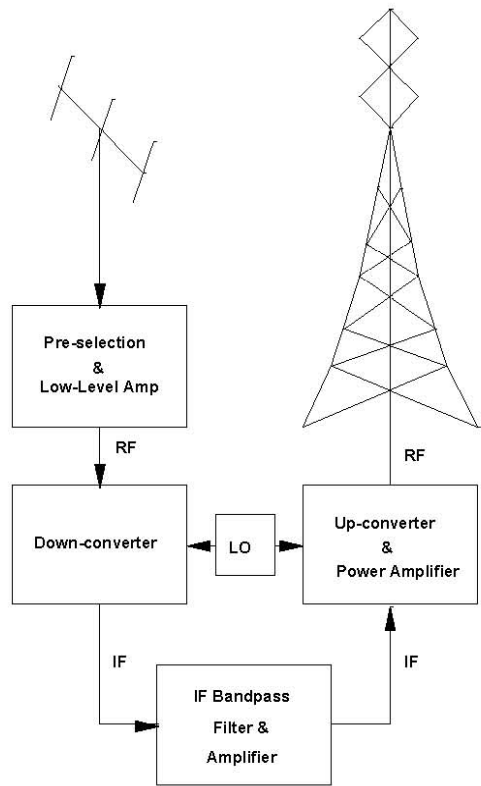 Pre-selection
&
Low-Level Amp
RF
Down-converter
LO
RF
Up-converter
&
Power Amplifier
IF
IF
IF Bandpass
Filter &
Amplifier